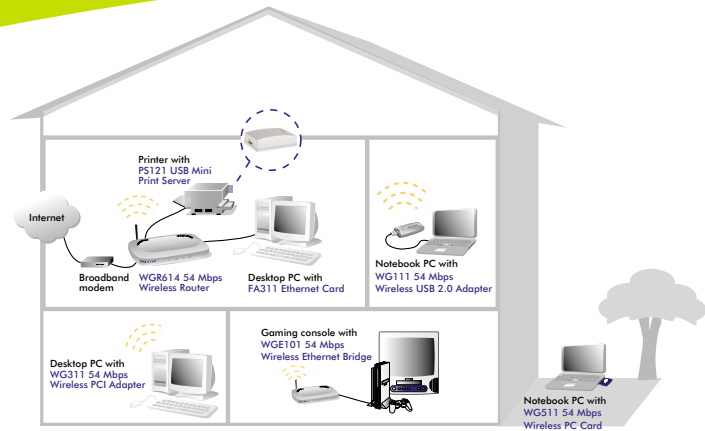 Printer with
PS121 USB Mini
Print Server
Internet
Broadband
modem
WGR614 54 Mbps
Wireless Router
Desktop PC with
FA311 Ethernet Card
Notebook PC with
WG111 54 Mbps
Wireless USB 2.0 Adapter
Desktop PC with
WG311 54 Mbps
Wireless PCI Adapter
Gaming console with
WGE101 54 Mbps
Wireless Ethernet Bridge
Notebook PC with
WG511 54 Mbps
Wireless PC Card